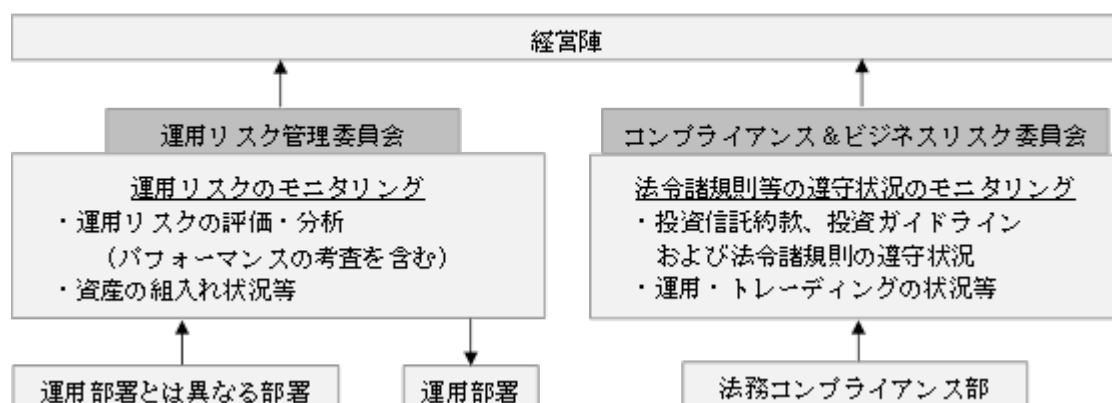 経営陣
運用リスク管理委員会
運用リスクのモニタリング
・運用リスクの評価・分析
（パフォーマンスの考査を含む）
・資産の組入れ状況等
コンプライアンス＆ビジネスリスク委員会
法令諸規則等の遵守状況のモニタリング
・投資信託約款、投資ガイドライン
および法令諸規則の遵守状況
・運用・トレーディングの状況等
運用部署とは異なる部署
運用部署
法務コンプライアンス部